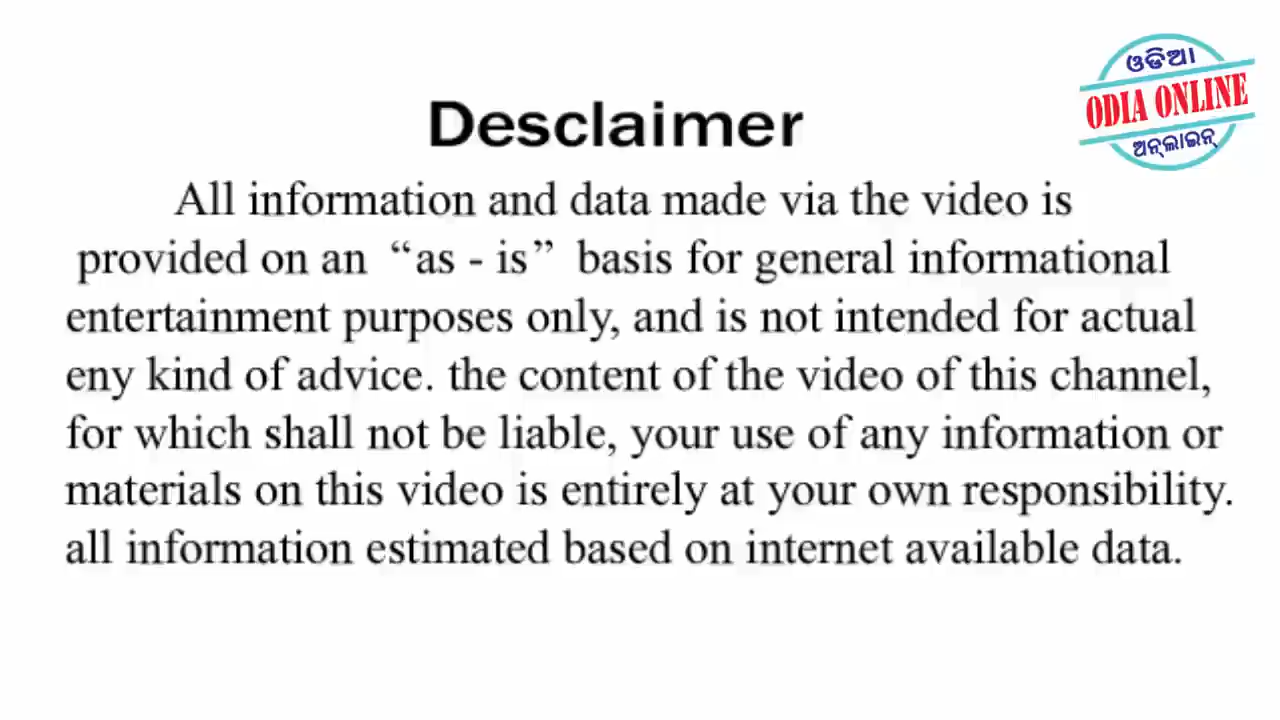 ଓଡିଆ
ODIA ONLINE
ଅନ୍‌ଲାଇନ୍
Desclaimer
All information and data made via the video is
provided on an “as - is” basis for general informational
entertainment purposes only, and is not intended for actual
eny kind of advice. the content of the video of this channel,
for which shall not be liable, your use of any information or
materials on this video is entirely at your own responsibility.
all information estimated based on internet available data.